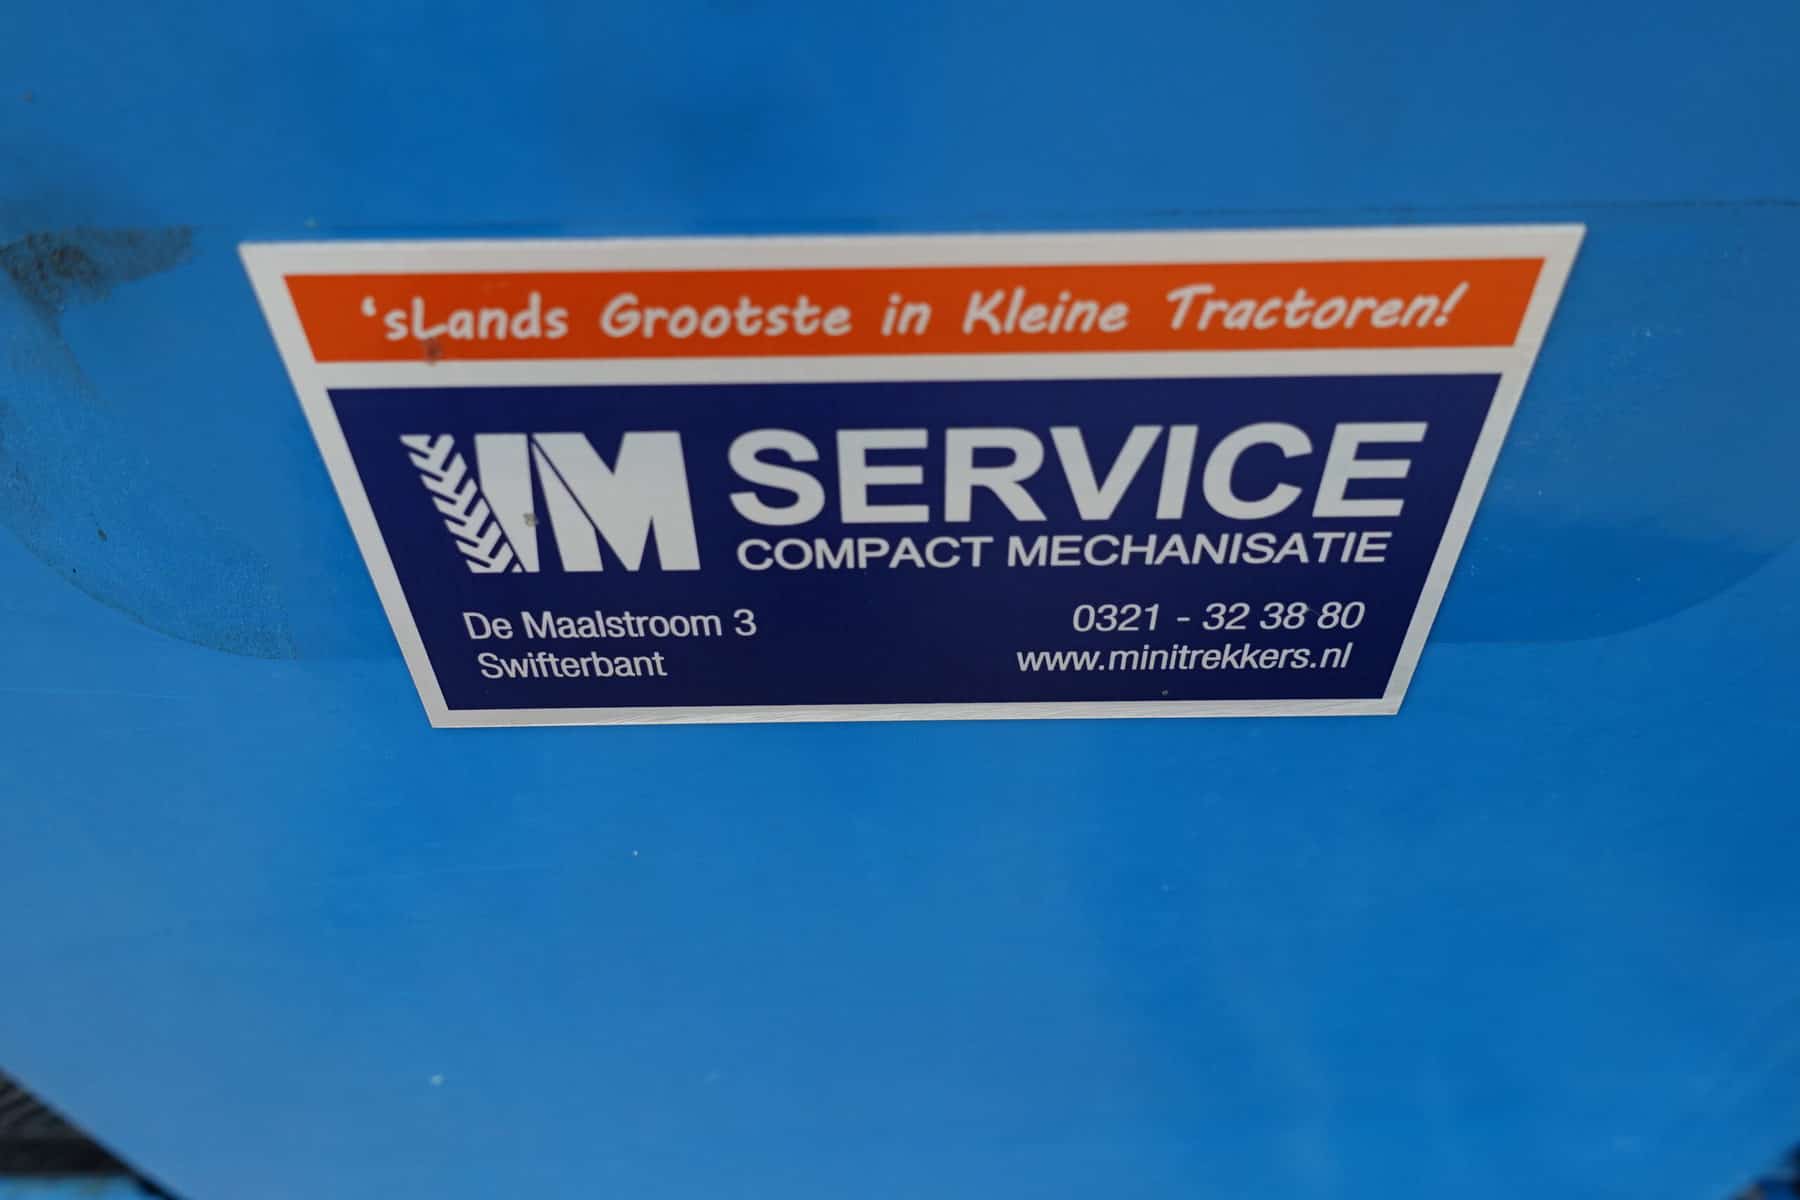 'sLands Grootste in Kleine Tractoren!
VM SERVICE
COMPACT MECHANISATIE
De Maalstroom 3
Swifterbant
0321 - 32 38 80
www.minitrekkers.nl